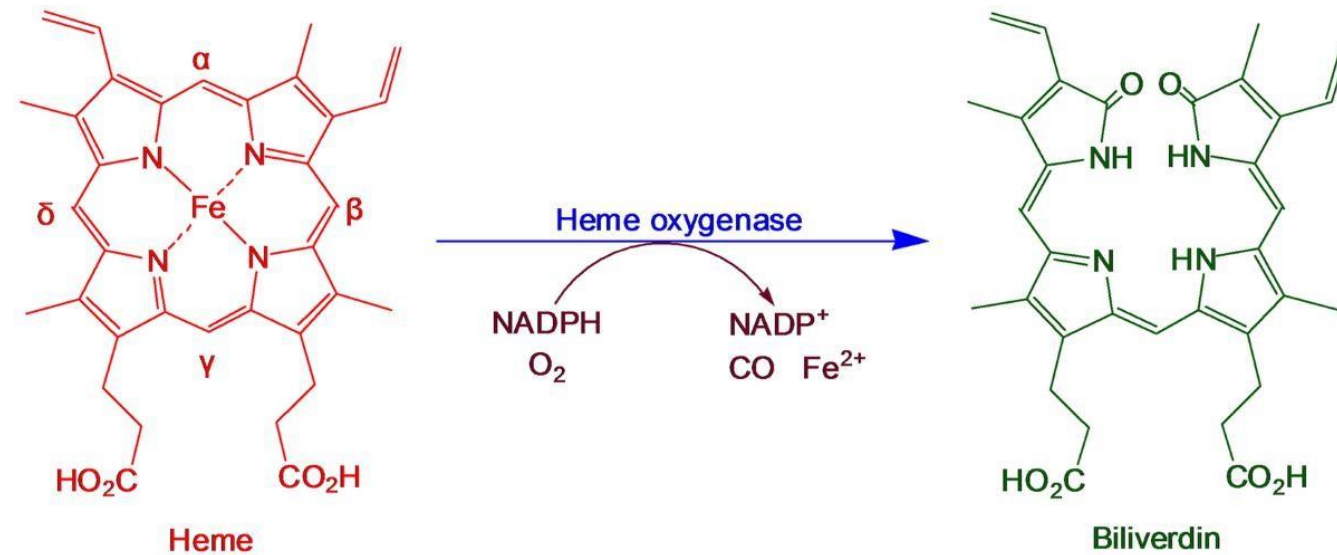 α
N N
Fe
δ β
N N
γ
HO₂C CO₂H
Heme
Heme oxygenase
NADPH NADP⁺
O₂ CO Fe²⁺
O O
NH HN
N HN
HO₂C CO₂H
Biliverdin